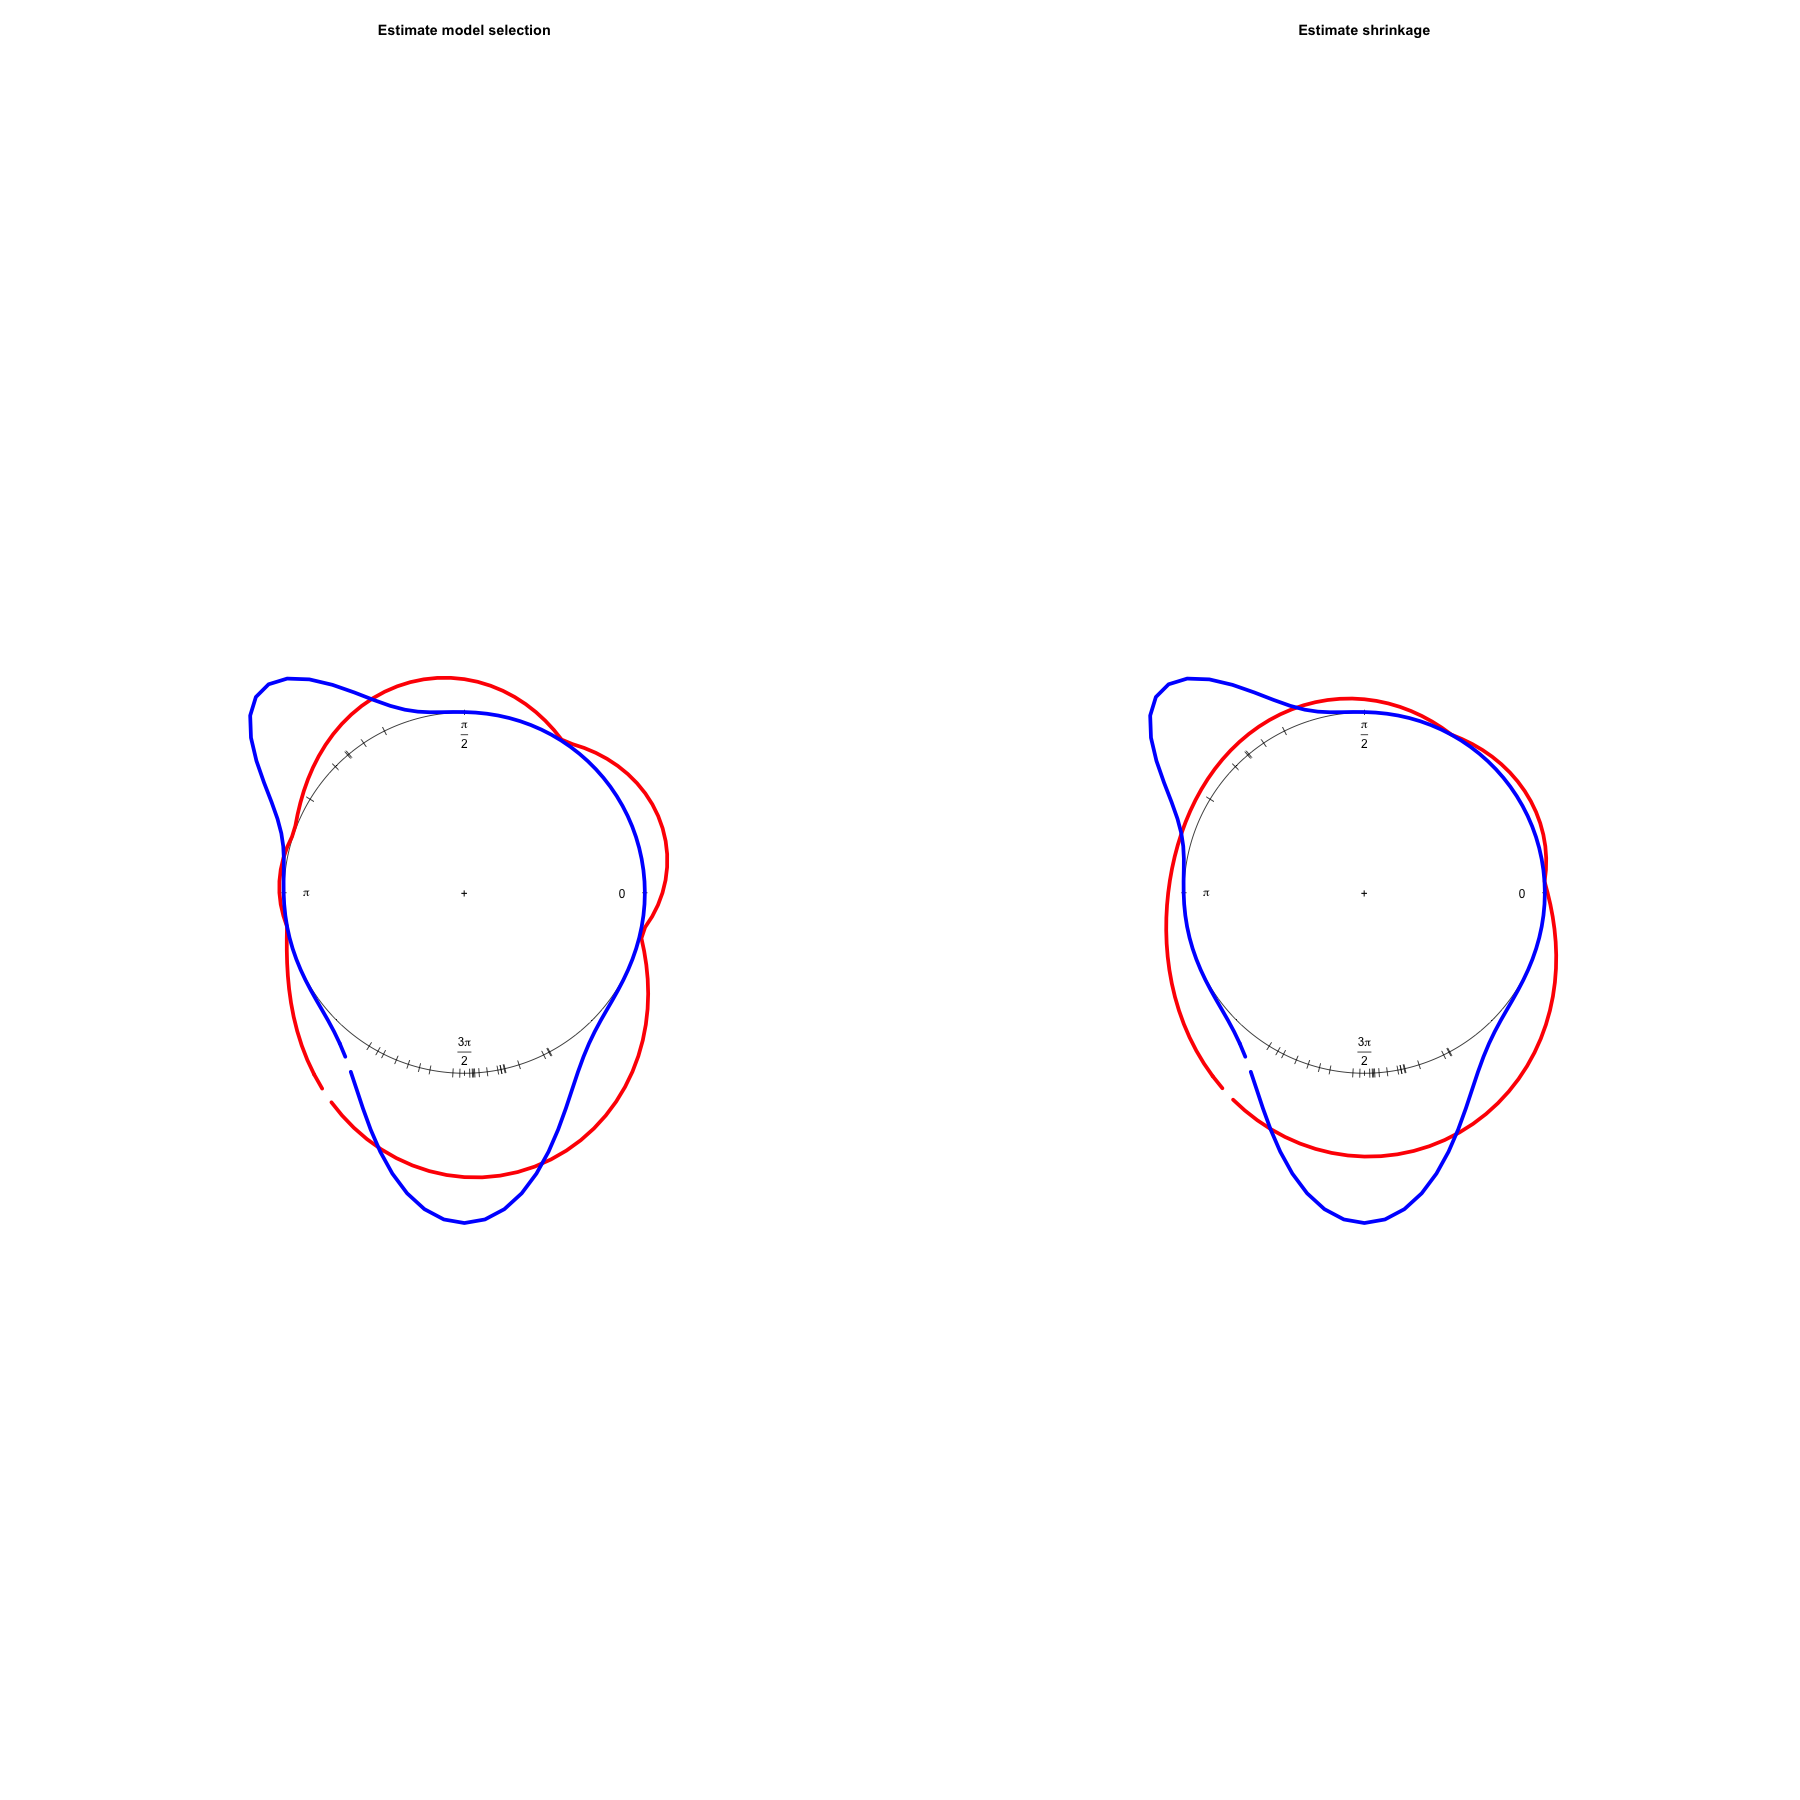 Estimate model selection
Estimate shrinkage
π
2
π
+
0
3π
2
π
2
π
+
0
3π
2